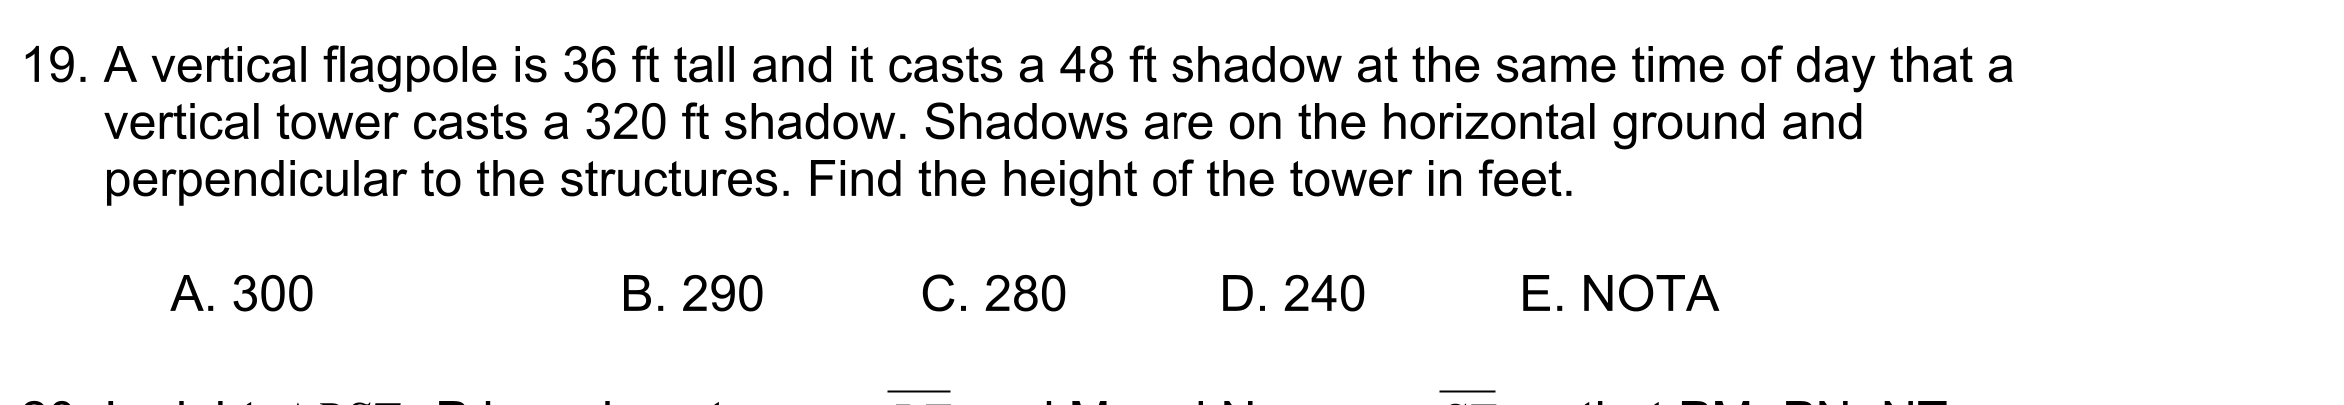 19. A vertical flagpole is 36 ft tall and it casts a 48 ft shadow at the same time of day that a
vertical tower casts a 320 ft shadow. Shadows are on the horizontal ground and
perpendicular to the structures. Find the height of the tower in feet.
A. 300 B. 290 C. 280 D. 240 E. NOTA